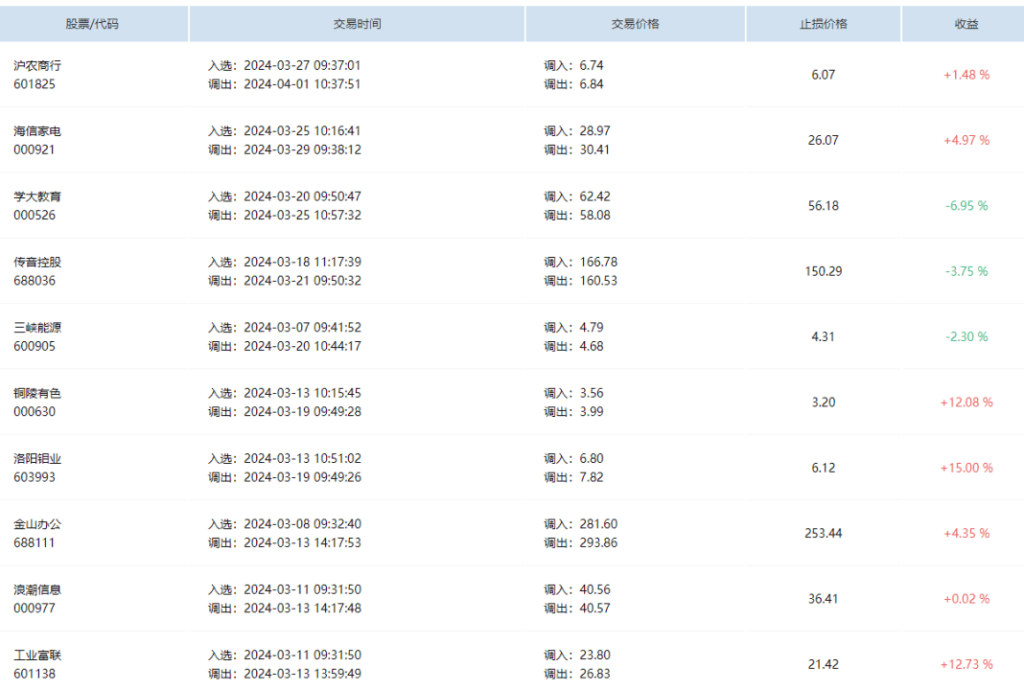 股票/代码 交易时间 交易价格 止损价格 收益
沪农商行 入选：2024-03-27 09:37:01 调入：6.74
6.07 +1.48 %
601825 调出：2024-04-01 10:37:51 调出：6.84
海信家电 入选：2024-03-25 10:16:41 调入：28.97
26.07 +4.97 %
000921 调出：2024-03-29 09:38:12 调出：30.41
学大教育 入选：2024-03-20 09:50:47 调入：62.42
56.18 -6.95 %
000526 调出：2024-03-25 10:57:32 调出：58.08
传音控股 入选：2024-03-18 11:17:39 调入：166.78
150.29 -3.75 %
688036 调出：2024-03-21 09:50:32 调出：160.53
三峡能源 入选：2024-03-07 09:41:52 调入：4.79
4.31 -2.30 %
600905 调出：2024-03-20 10:44:17 调出：4.68
铜陵有色 入选：2024-03-13 10:15:45 调入：3.56
3.20 +12.08 %
000630 调出：2024-03-19 09:49:28 调出：3.99
洛阳钼业 入选：2024-03-13 10:51:02 调入：6.80
6.12 +15.00 %
603993 调出：2024-03-19 09:49:26 调出：7.82
金山办公 入选：2024-03-08 09:32:40 调入：281.60
253.44 +4.35 %
688111 调出：2024-03-13 14:17:53 调出：293.86
浪潮信息 入选：2024-03-11 09:31:50 调入：40.56
36.41 +0.02 %
000977 调出：2024-03-13 14:17:48 调出：40.57
工业富联 入选：2024-03-11 09:31:50 调入：23.80
21.42 +12.73 %
601138 调出：2024-03-13 13:59:49 调出：26.83